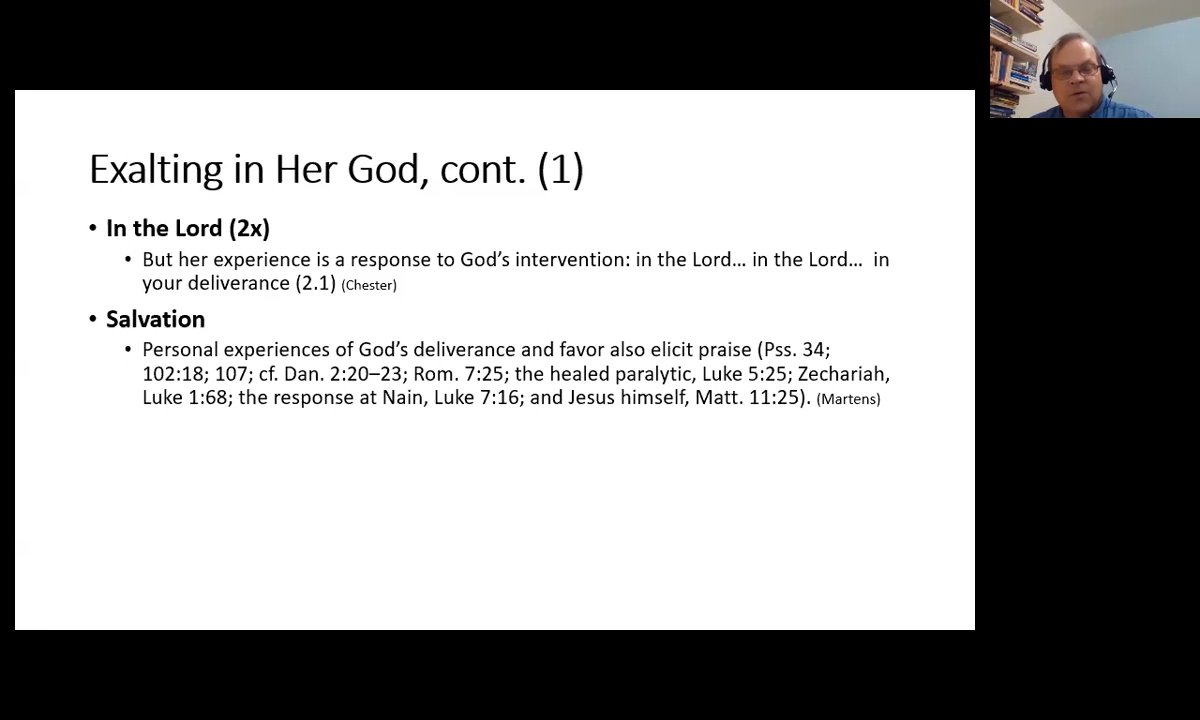 Exalting in Her God, cont. (1)
• In the Lord (2x)
• But her experience is a response to God’s intervention: in the Lord… in the Lord… in
your deliverance (2.1) (Chester)
• Salvation
• Personal experiences of God’s deliverance and favor also elicit praise (Pss. 34;
102:18; 107; cf. Dan. 2:20–23; Rom. 7:25; the healed paralytic, Luke 5:25; Zechariah,
Luke 1:68; the response at Nain, Luke 7:16; and Jesus himself, Matt. 11:25). (Martens)